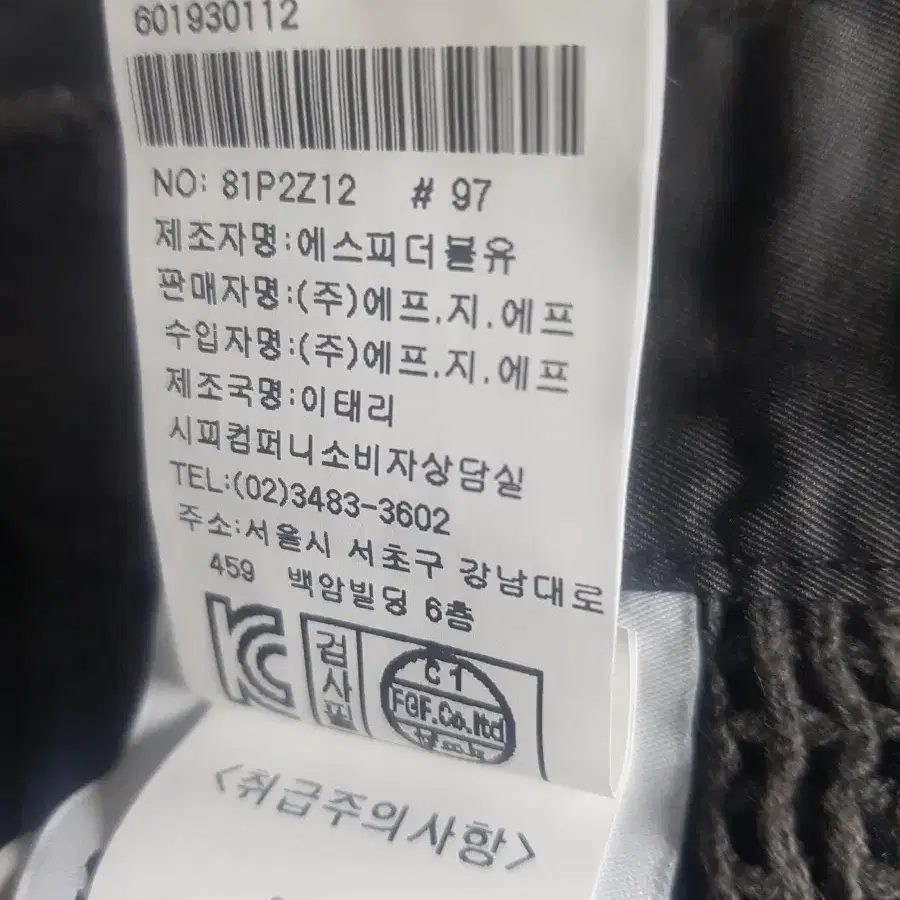 601930112
NO: 81P2Z12 # 97
제조자명:에스피더블유
판매자명:(주)에프.지.에프
수입자명:(주)에프.지.에프
제조국명:이태리
시피컴퍼니소비자상담실
TEL:(02)3483-3602
주소:서울시 서초구 강남대로
459 백암빌딩 6층
검사필
C 1
FGF.Co.ltd
<취급주의사항>